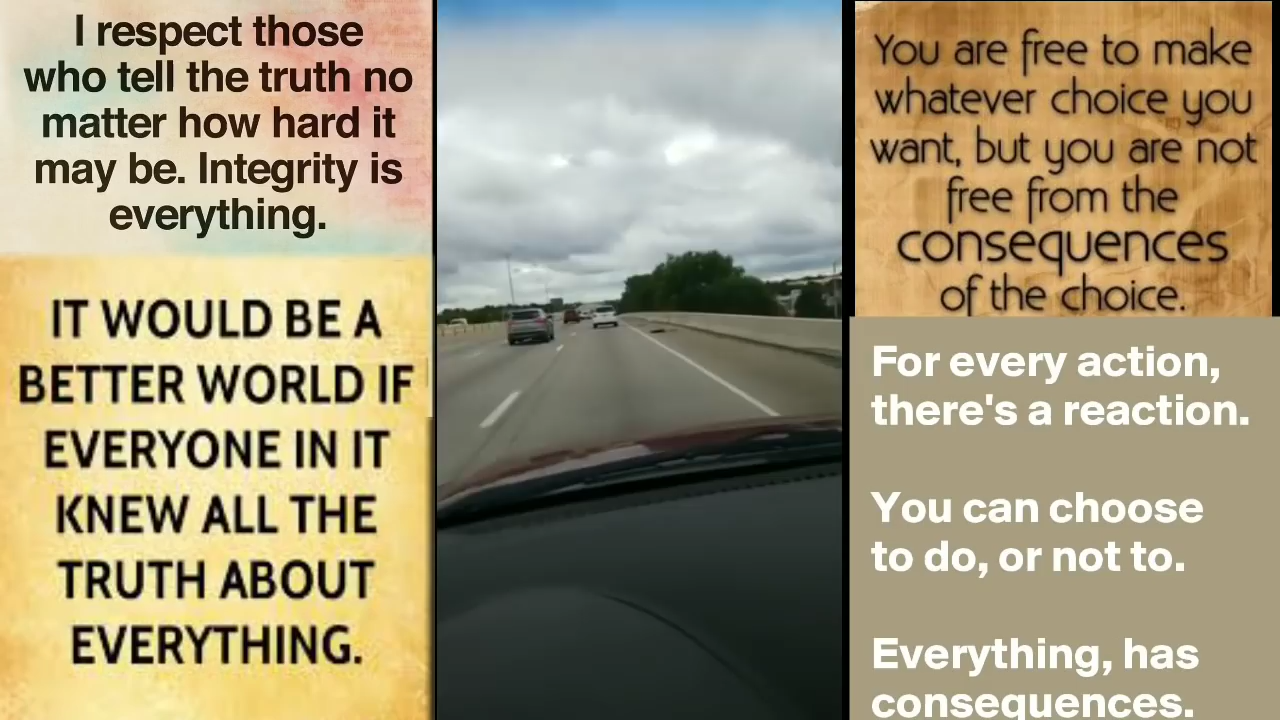 I respect those
who tell the truth no
matter how hard it
may be. Integrity is
everything.
IT WOULD BE A
BETTER WORLD IF
EVERYONE IN IT
KNEW ALL THE
TRUTH ABOUT
EVERYTHING.
You are free to make
whatever choice you
want, but you are not
free from the
consequences
of the choice.
For every action,
there's a reaction.
You can choose
to do, or not to.
Everything, has
consequences.